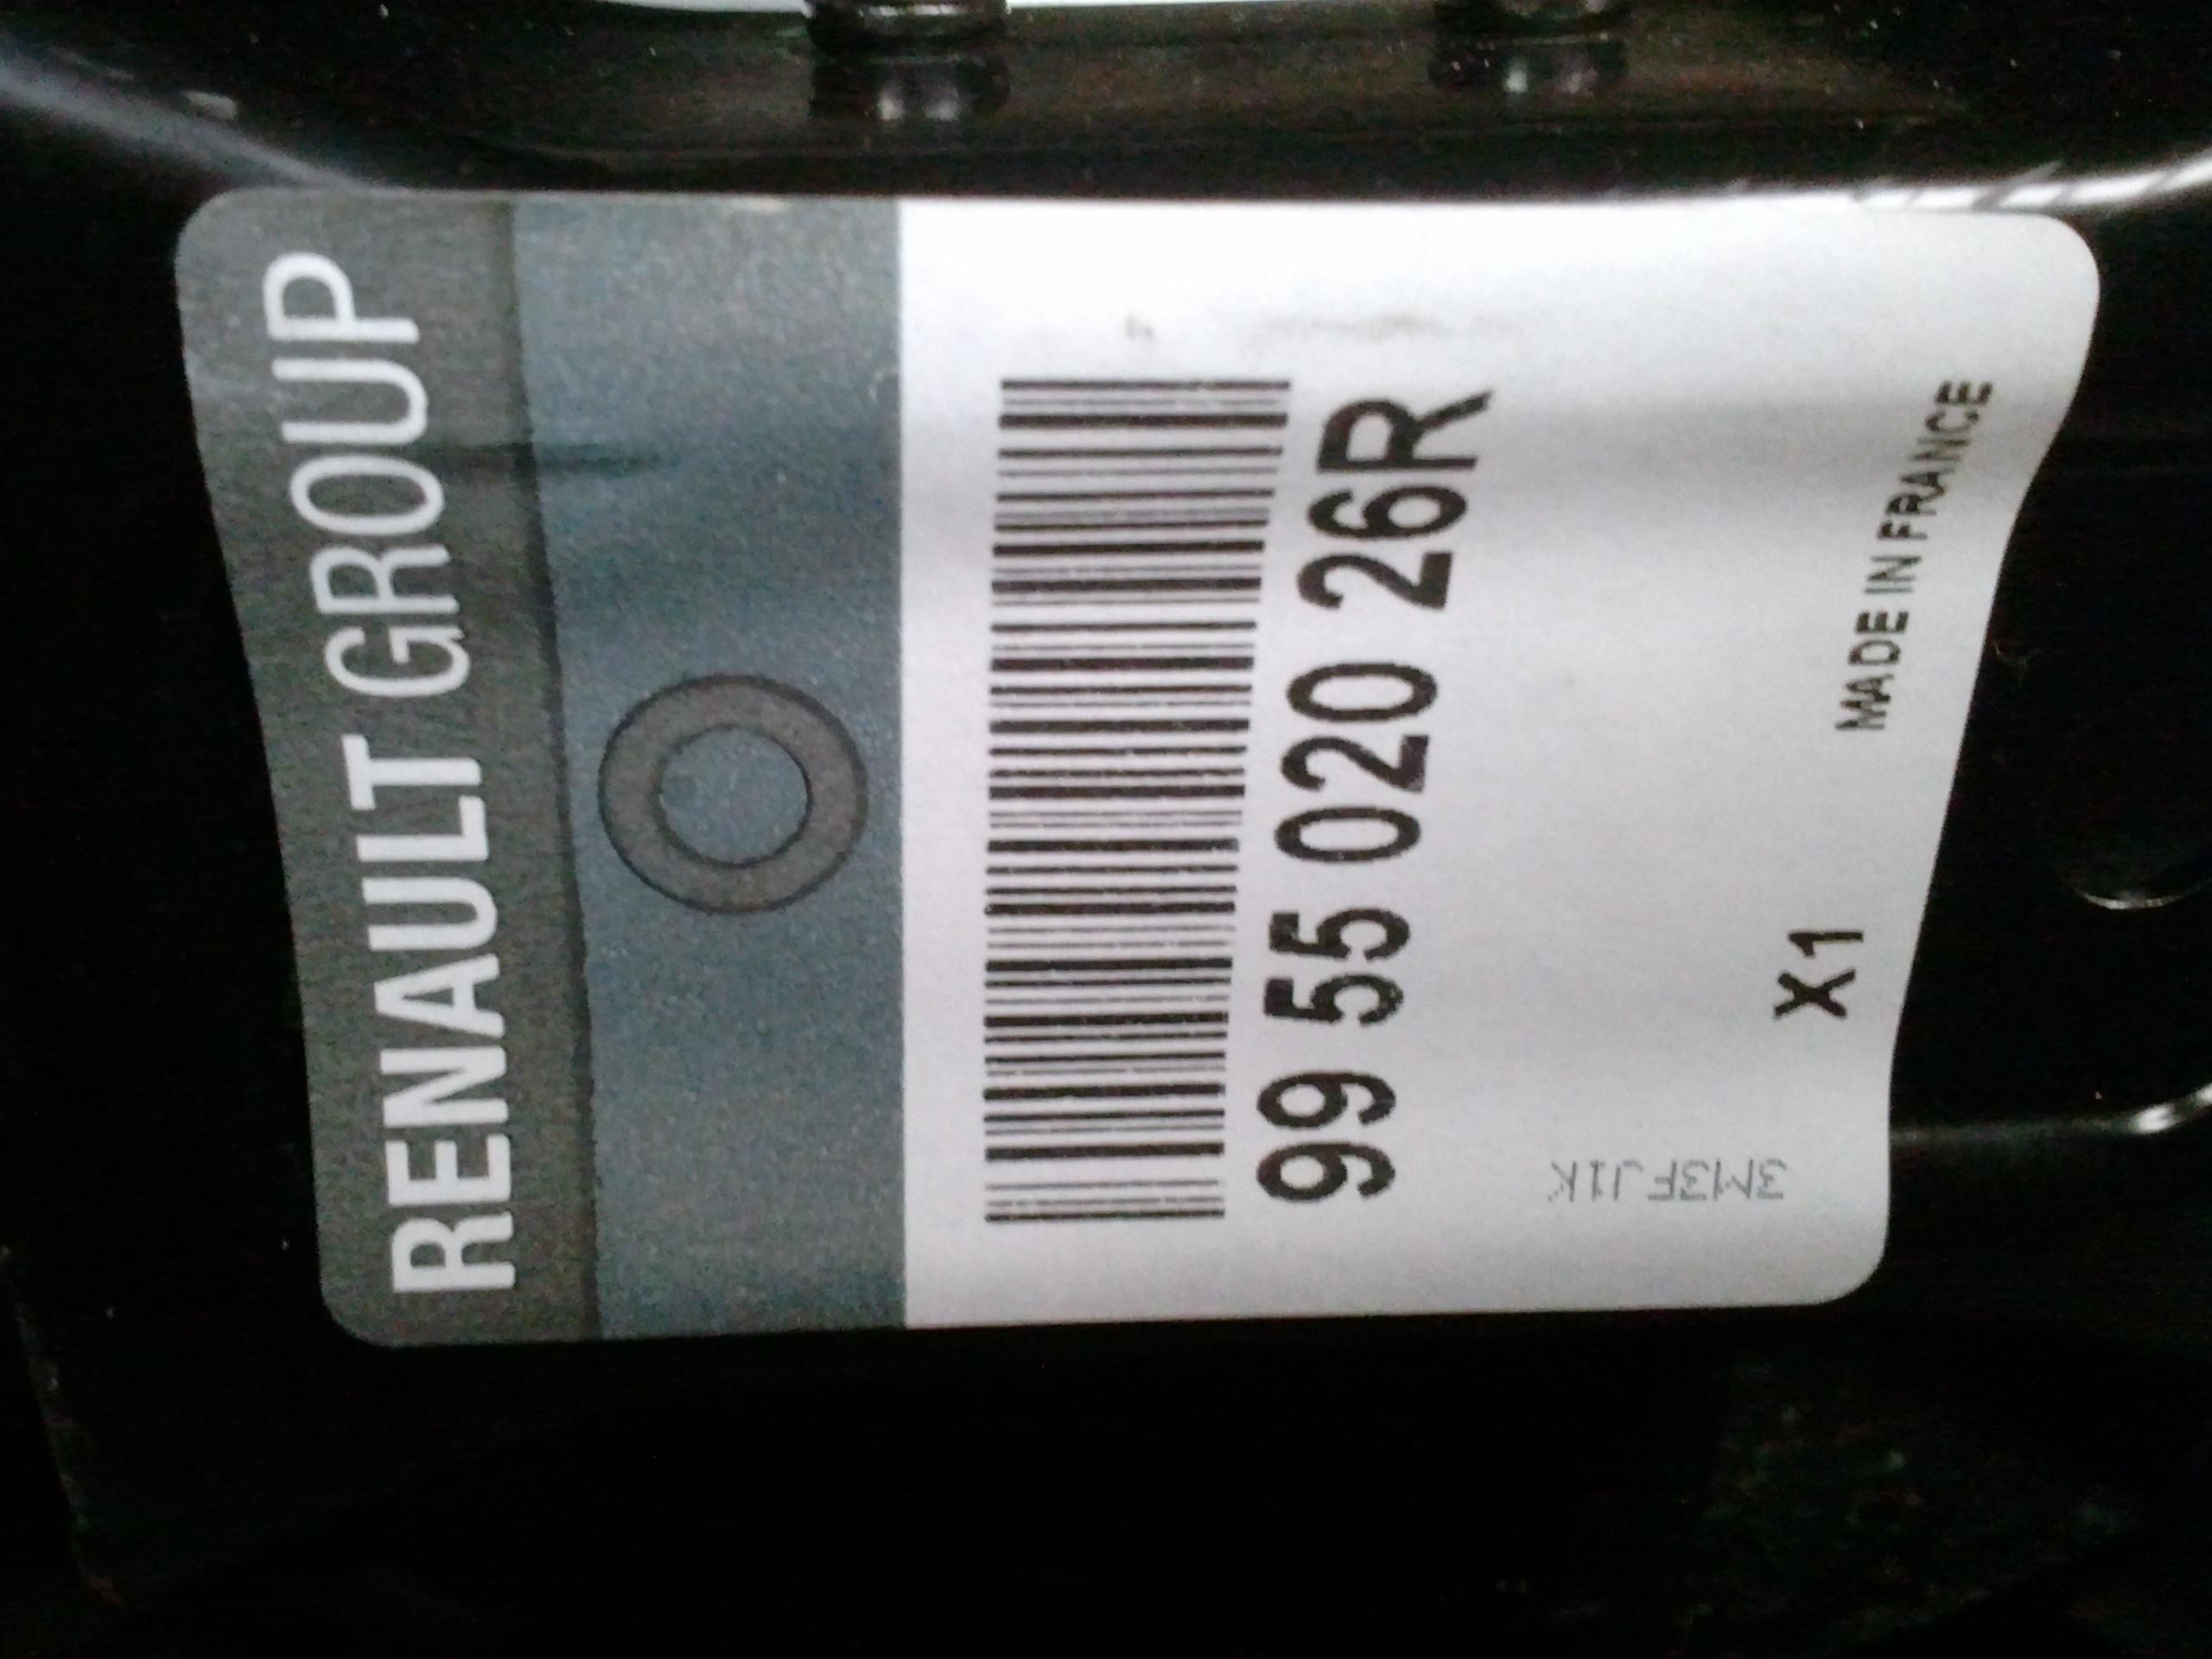 RENAULT GROUP
99 55 020 26R
3M3FJ1K
X1
MADE IN FRANCE